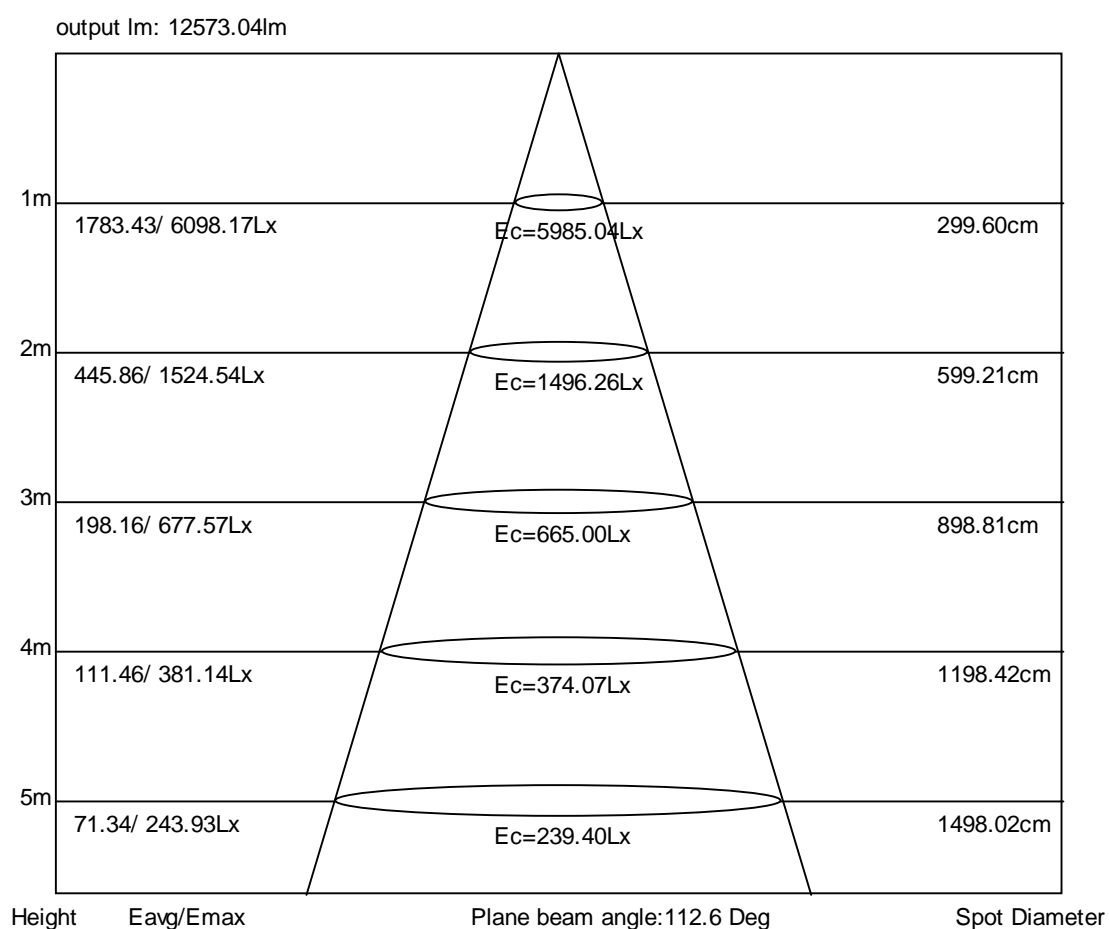 output lm: 12573.04lm
1m
1783.43/ 6098.17Lx
Ec=5985.04Lx
299.60cm
2m
445.86/ 1524.54Lx
Ec=1496.26Lx
599.21cm
3m
198.16/ 677.57Lx
Ec=665.00Lx
898.81cm
4m
111.46/ 381.14Lx
Ec=374.07Lx
1198.42cm
5m
71.34/ 243.93Lx
Ec=239.40Lx
1498.02cm
Height Eavg/Emax Plane beam angle:112.6 Deg Spot Diameter